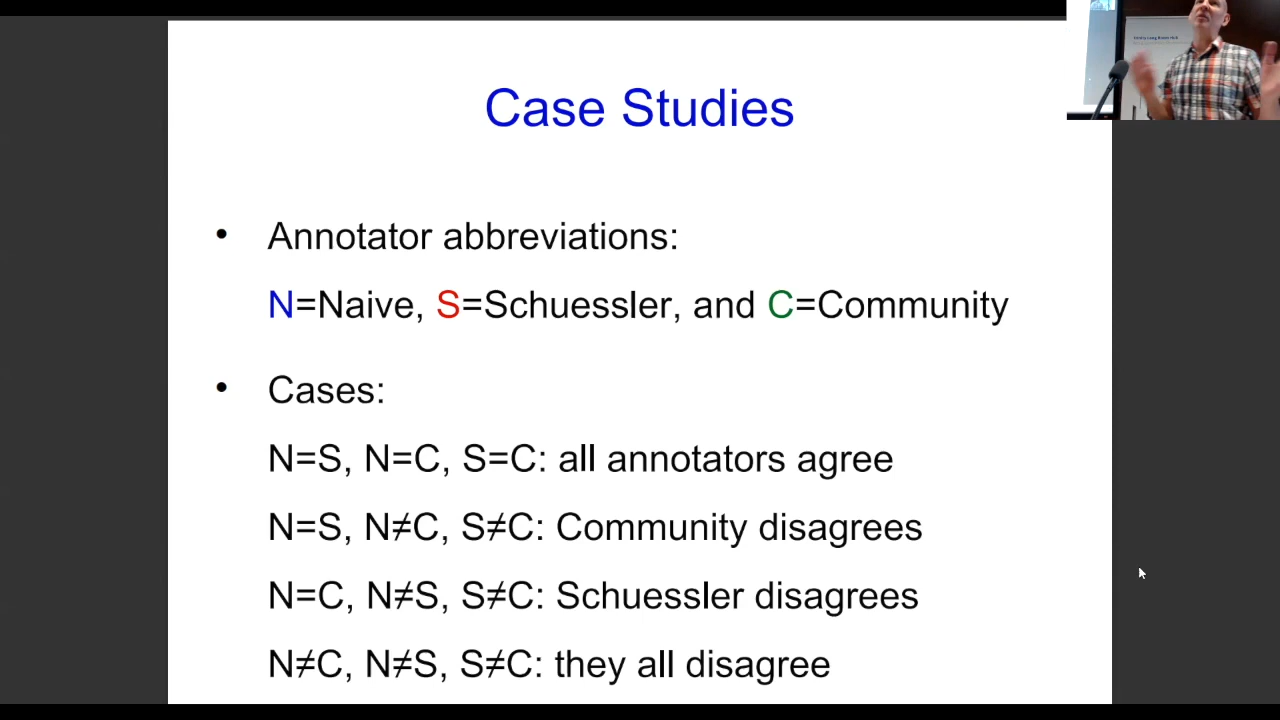 Case Studies
• Annotator abbreviations:
N=Naive, S=Schuessler, and C=Community
• Cases:
N=S, N=C, S=C: all annotators agree
N=S, N≠C, S≠C: Community disagrees
N=C, N≠S, S≠C: Schuessler disagrees
N≠C, N≠S, S≠C: they all disagree